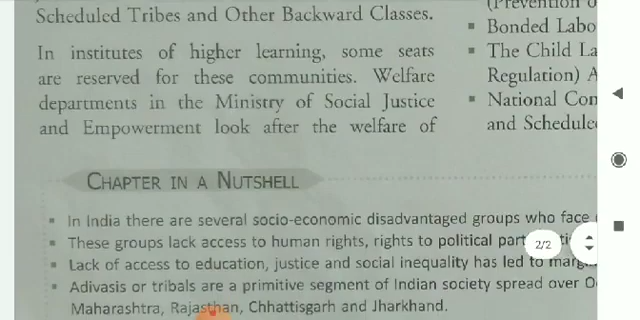 Scheduled Tribes and Other Backward Classes.
In institutes of higher learning, some seats
are reserved for these communities. Welfare
departments in the Ministry of Social Justice
and Empowerment look after the welfare of
(Prevention o
▪ Bonded Labo
▪ The Child La
Regulation) A
▪ National Con
and Schedule
CHAPTER IN A NUTSHELL
▪ In India there are several socio-economic disadvantaged groups who face
▪ These groups lack access to human rights, rights to political part
▪ Lack of access to education, justice and social inequality has led to marg
▪ Adivasis or tribals are a primitive segment of Indian society spread over O
Maharashtra, Rajasthan, Chhattisgarh and Jharkhand.
2/2